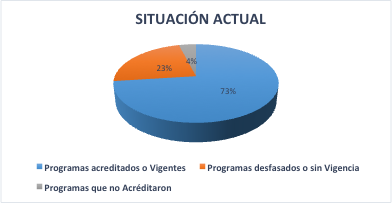 SITUACIÓN ACTUAL
4%
23%
73%
Programas acreditados o Vigentes
Programas desfasados o sin Vigencia
Programas que no Acréditaron